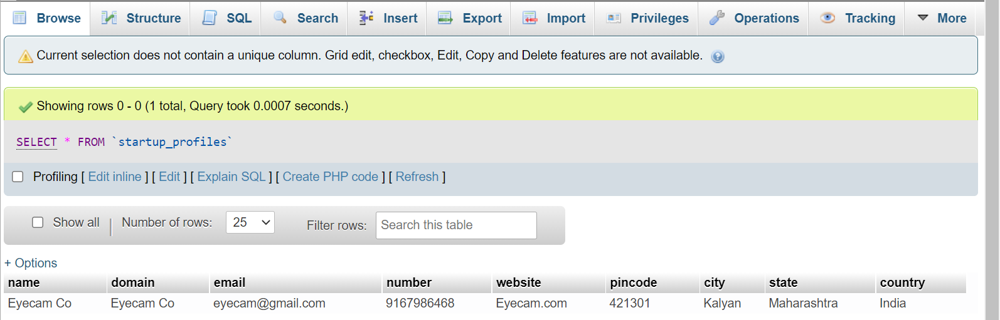 Browse Structure SQL Search Insert Export Import Privileges Operations Tracking More
Current selection does not contain a unique column. Grid edit, checkbox, Edit, Copy and Delete features are not available.
Showing rows 0 - 0 (1 total, Query took 0.0007 seconds.)
SELECT * FROM `startup_profiles`
Profiling [ Edit inline ] [ Edit ] [ Explain SQL ] [ Create PHP code ] [ Refresh ]
Show all | Number of rows: 25 Filter rows: Search this table
+ Options
name domain email number website pincode city state country
Eyecam Co Eyecam Co eyecam@gmail.com 9167986468 Eyecam.com 421301 Kalyan Maharashtra India